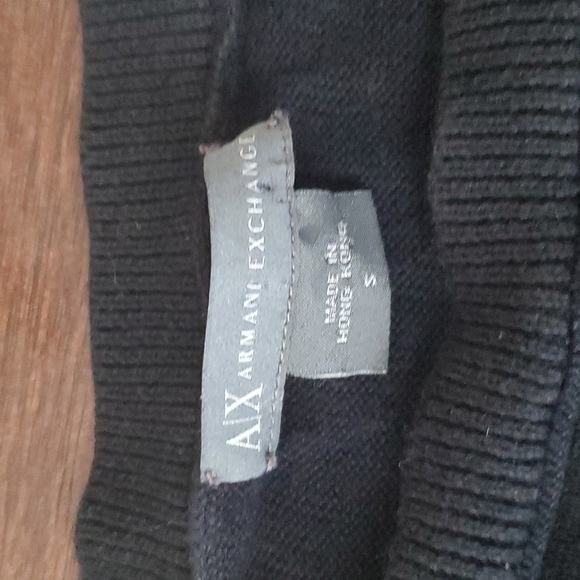 A|X ARMANI EXCHANGE
MADE IN
HONG KONG
S